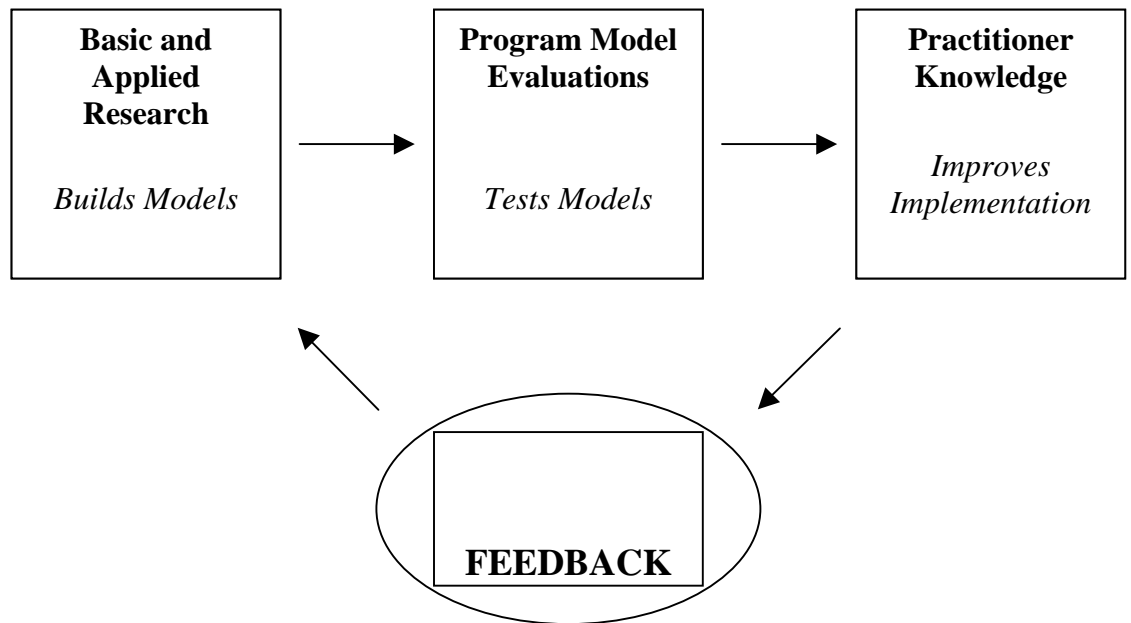 Basic and
Applied
Research
Builds Models
Program Model
Evaluations
Tests Models
Practitioner
Knowledge
Improves
Implementation
FEEDBACK